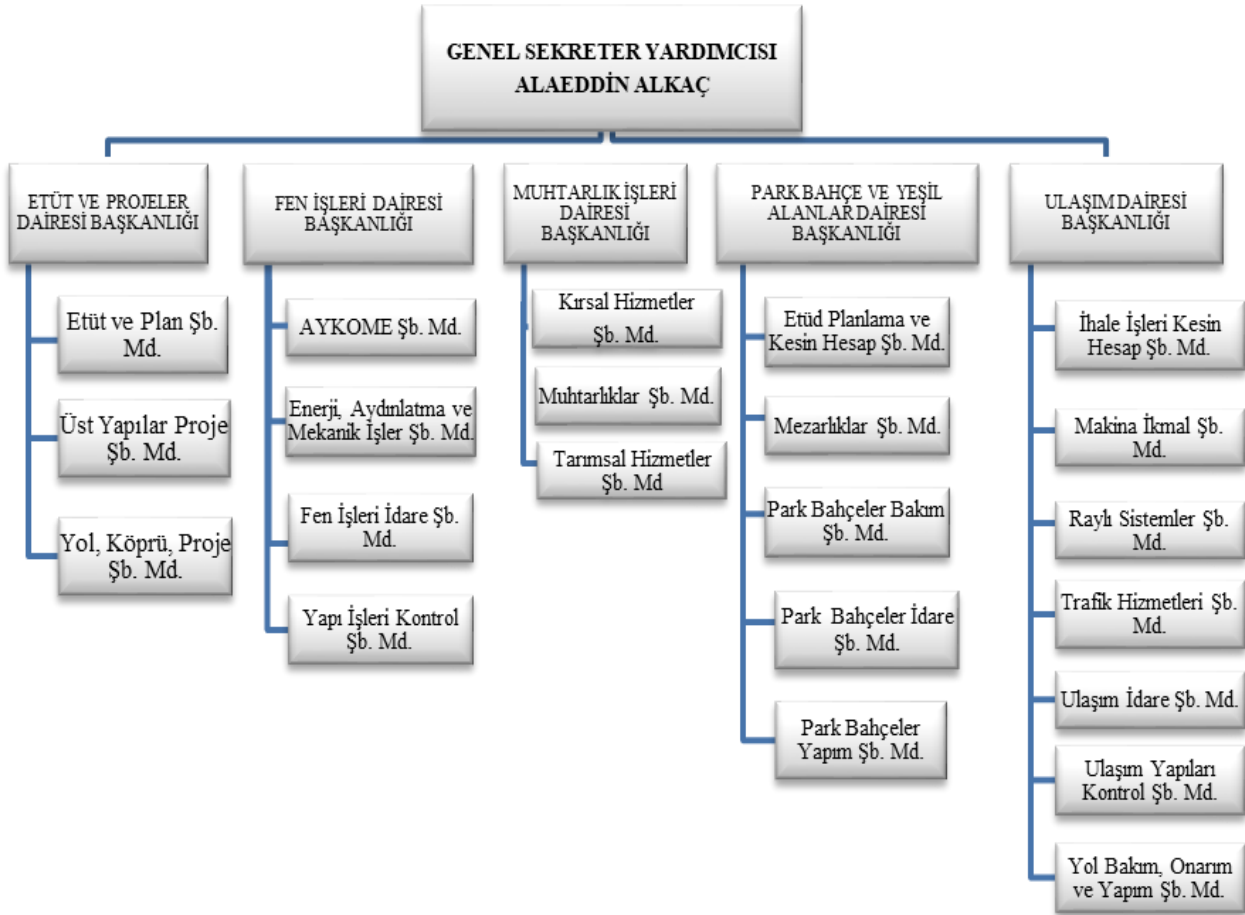 GENEL SEKRETER YARDIMCISI
ALAEDDİN ALKAÇ
ETÜT VE PROJELER
DAİRESİ BAŞKANLIĞI
Etüt ve Plan Şb.
Md.
Üst Yapılar Proje
Şb. Md.
Yol, Köprü, Proje
Şb. Md.
FEN İŞLERİ DAİRESİ
BAŞKANLIĞI
AYKOME Şb. Md.
Enerji, Aydınlatma ve
Mekanik İşler Şb. Md.
Fen İşleri İdare Şb.
Md.
Yapı İşleri Kontrol
Şb. Md.
MUHTARLIK İŞLERİ
DAİRESİ
BAŞKANLIĞI
Kırsal Hizmetler
Şb. Md.
Muhtarlıklar Şb. Md.
Tarımsal Hizmetler
Şb. Md
PARK BAHÇE VE YEŞİL
ALANLAR DAİRESİ
BAŞKANLIĞI
Etüd Planlama ve
Kesin Hesap Şb. Md.
Mezarlıklar Şb. Md.
Park Bahçeler Bakım
Şb. Md.
Park Bahçeler İdare
Şb. Md.
Park Bahçeler
Yapım Şb. Md.
ULAŞIM DAİRESİ
BAŞKANLIĞI
İhale İşleri Kesin
Hesap Şb. Md.
Makina İkmal Şb.
Md.
Raylı Sistemler Şb.
Md.
Trafik Hizmetleri Şb.
Md.
Ulaşım İdare Şb. Md.
Ulaşım Yapıları
Kontrol Şb. Md.
Yol Bakım, Onarım
ve Yapım Şb. Md.